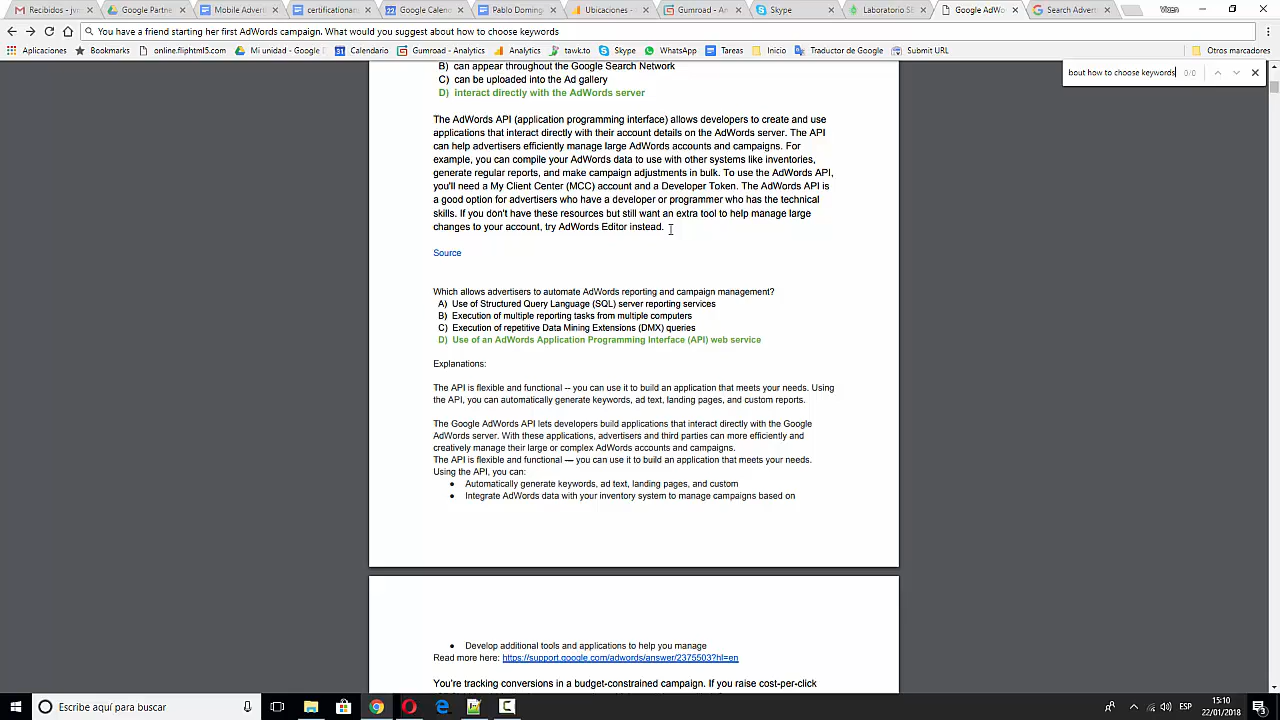 Recibidos - jv
Google Partne
Mobile Advert
certificationan
Google Calend
Pablo Doming
Ubicaciones -
Gumroad - An
Skype
Laboratorio SE
Google AdWo
Search Advert
You have a friend starting her first AdWords campaign. What would you suggest about how to choose keywords
Aplicaciones
Bookmarks
online.fliphtml5.com
Mi unidad - Google D
Calendario
Gumroad - Analytics
Analytics
tawk.to
Skype
WhatsApp
Tareas
Inicio
Traductor de Google
Submit URL
Otros marcadores
bout how to choose keywords 0/0
B) can appear throughout the Google Search Network
C) can be uploaded into the Ad gallery
D) interact directly with the AdWords server
The AdWords API (application programming interface) allows developers to create and use
applications that interact directly with their account details on the AdWords server. The API
can help advertisers efficiently manage large AdWords accounts and campaigns. For
example, you can compile your AdWords data to use with other systems like inventories,
generate regular reports, and make campaign adjustments in bulk. To use the AdWords API,
you'll need a My Client Center (MCC) account and a Developer Token. The AdWords API is
a good option for advertisers who have a developer or programmer who has the technical
skills. If you don't have these resources but still want an extra tool to help manage large
changes to your account, try AdWords Editor instead.
Source
Which allows advertisers to automate AdWords reporting and campaign management?
A) Use of Structured Query Language (SQL) server reporting services
B) Execution of multiple reporting tasks from multiple computers
C) Execution of repetitive Data Mining Extensions (DMX) queries
D) Use of an AdWords Application Programming Interface (API) web service
Explanations:
The API is flexible and functional -- you can use it to build an application that meets your needs. Using
the API, you can automatically generate keywords, ad text, landing pages, and custom reports.
The Google AdWords API lets developers build applications that interact directly with the Google
AdWords server. With these applications, advertisers and third parties can more efficiently and
creatively manage their large or complex AdWords accounts and campaigns.
The API is flexible and functional — you can use it to build an application that meets your needs.
Using the API, you can:
● Automatically generate keywords, ad text, landing pages, and custom
● Integrate AdWords data with your inventory system to manage campaigns based on
● Develop additional tools and applications to help you manage
Read more here: https://support.google.com/adwords/answer/2375503?hl=en
You're tracking conversions in a budget-constrained campaign. If you raise cost-per-click
Escribe aquí para buscar
ESP
15:10
22/01/2018